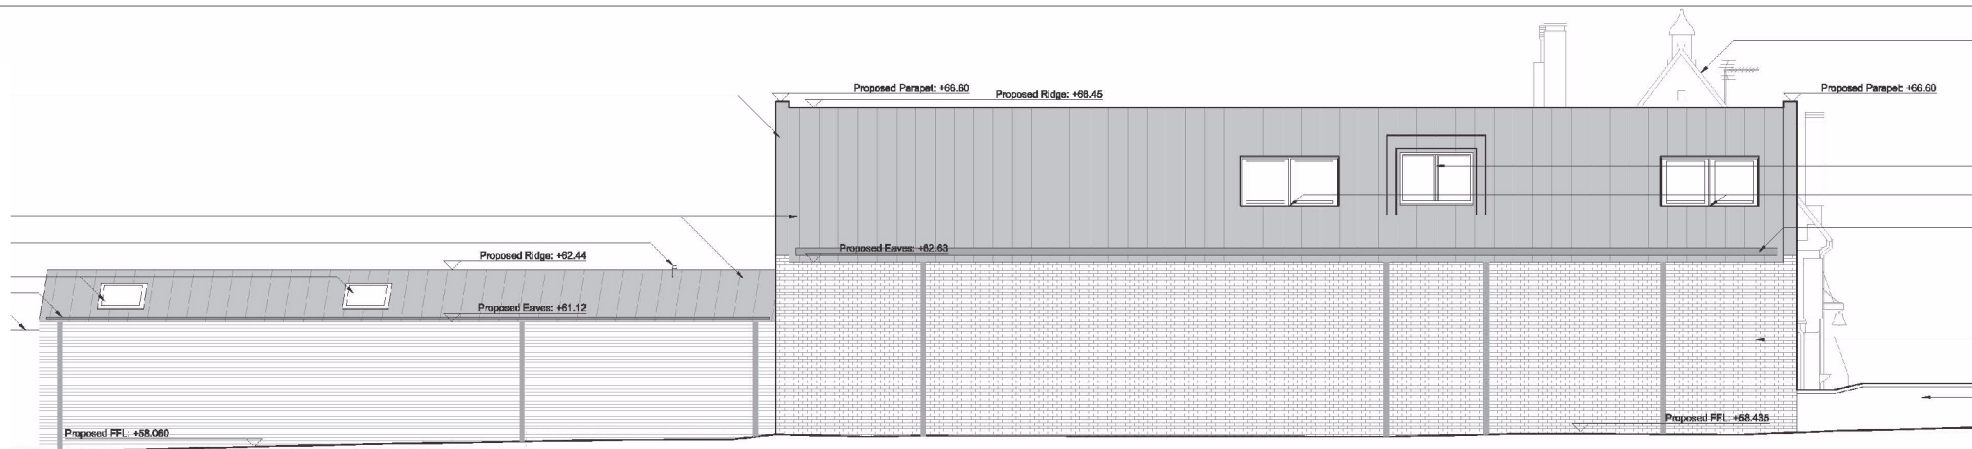 Proposed Parapet: +66.60
Proposed Ridge: +66.45
Proposed Parapet: +66.60
Proposed Eaves: +62.63
Proposed Ridge: +62.44
Proposed Eaves: +61.12
Proposed FFL: +58.435
Proposed FFL: +58.060